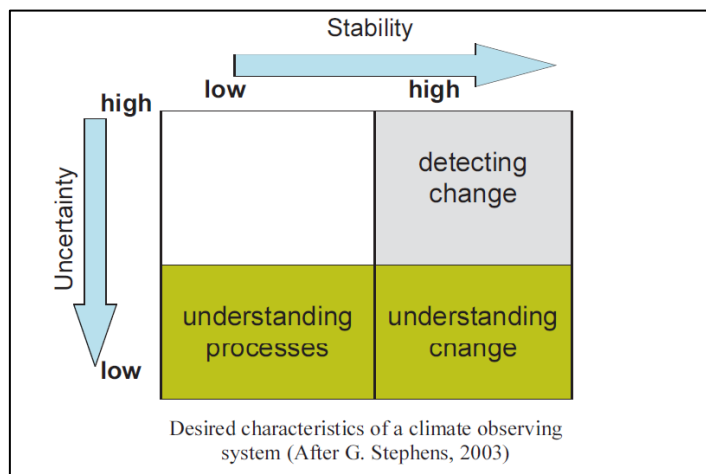 Stability
low high
high
Uncertainty
detecting
change
understanding
processes
understanding
change
low
Desired characteristics of a climate observing
system (After G. Stephens, 2003)